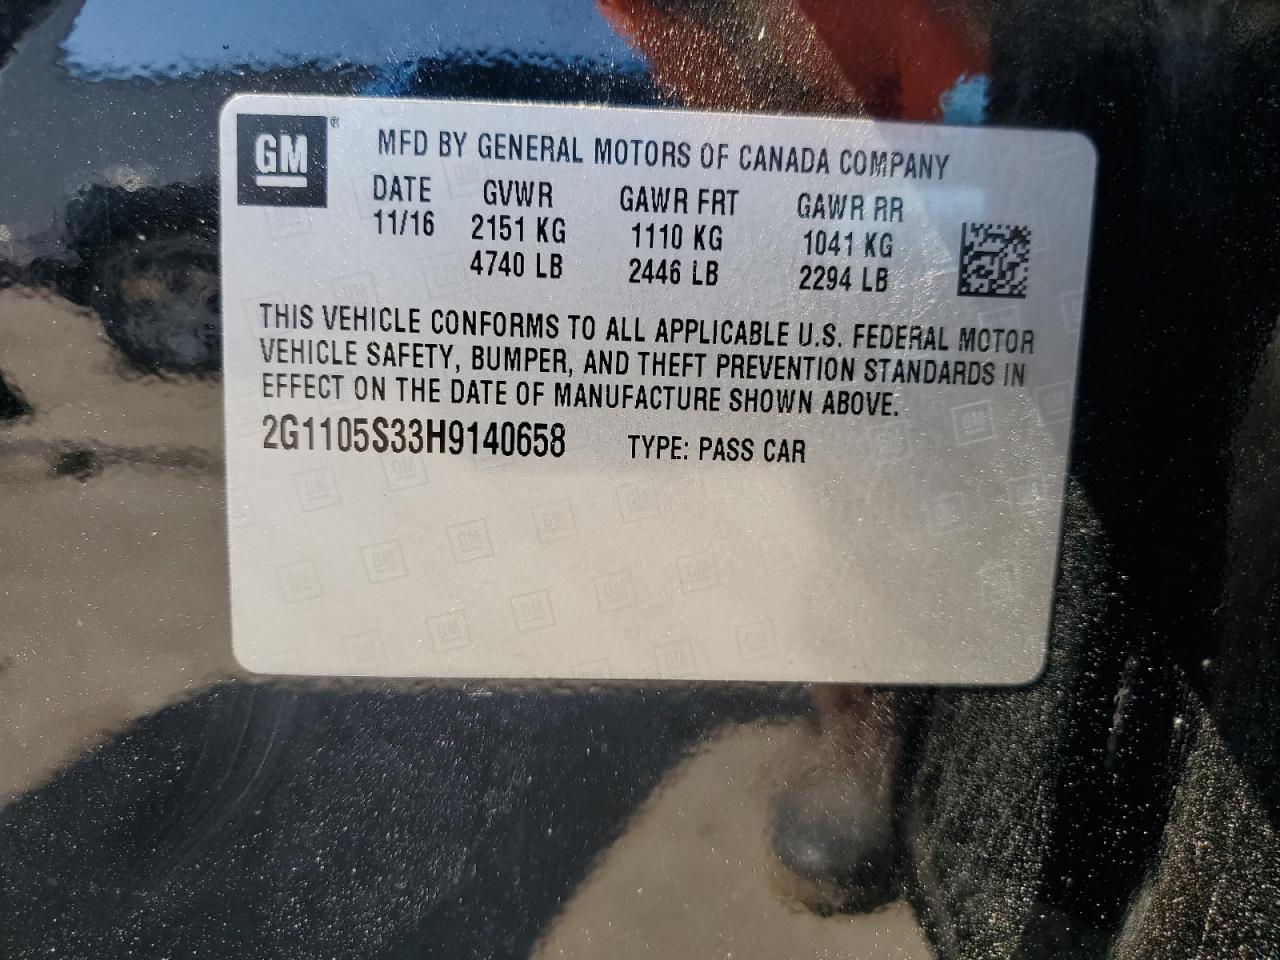 GM ® MFD BY GENERAL MOTORS OF CANADA COMPANY
DATE GVWR GAWR FRT GAWR RR
11/16 2151 KG 1110 KG 1041 KG
4740 LB 2446 LB 2294 LB
THIS VEHICLE CONFORMS TO ALL APPLICABLE U.S. FEDERAL MOTOR
VEHICLE SAFETY, BUMPER, AND THEFT PREVENTION STANDARDS IN
EFFECT ON THE DATE OF MANUFACTURE SHOWN ABOVE.
2G1105S33H9140658 TYPE: PASS CAR